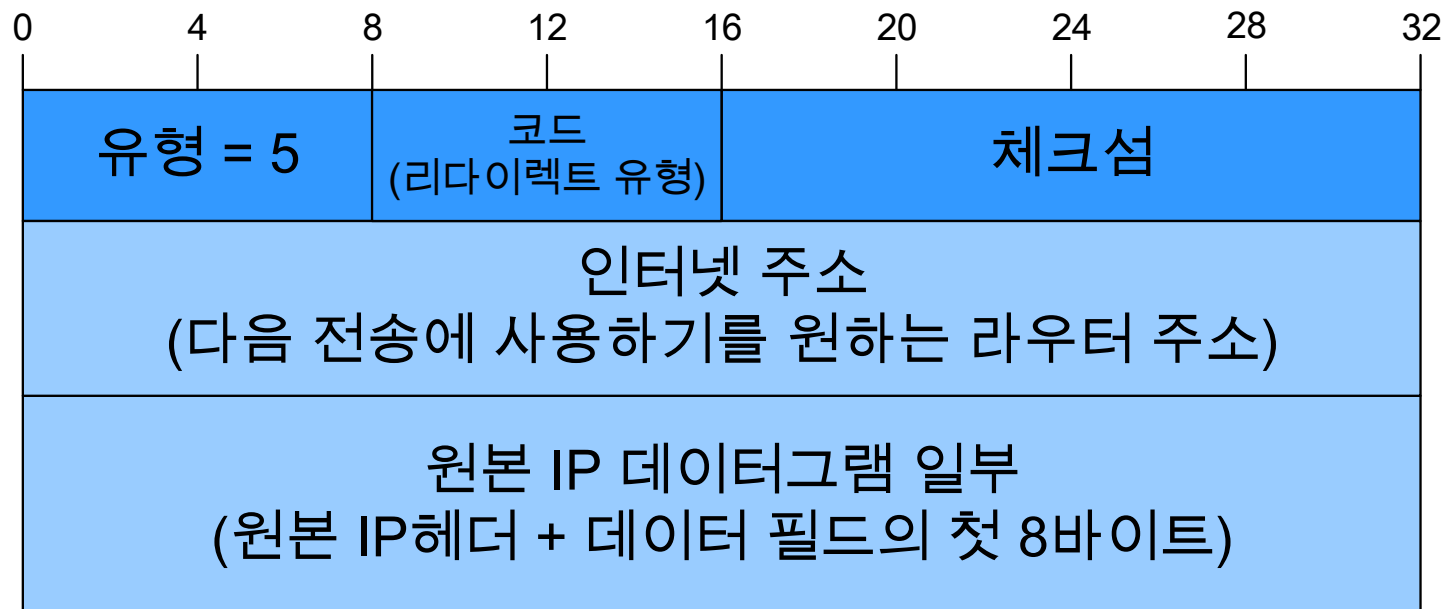 0 4 8 12 16 20 24 28 32
유형 = 5
코드
(리다이렉트 유형)
체크섬
인터넷 주소
(다음 전송에 사용하기를 원하는 라우터 주소)
원본 IP 데이터그램 일부
(원본 IP헤더 + 데이터 필드의 첫 8바이트)